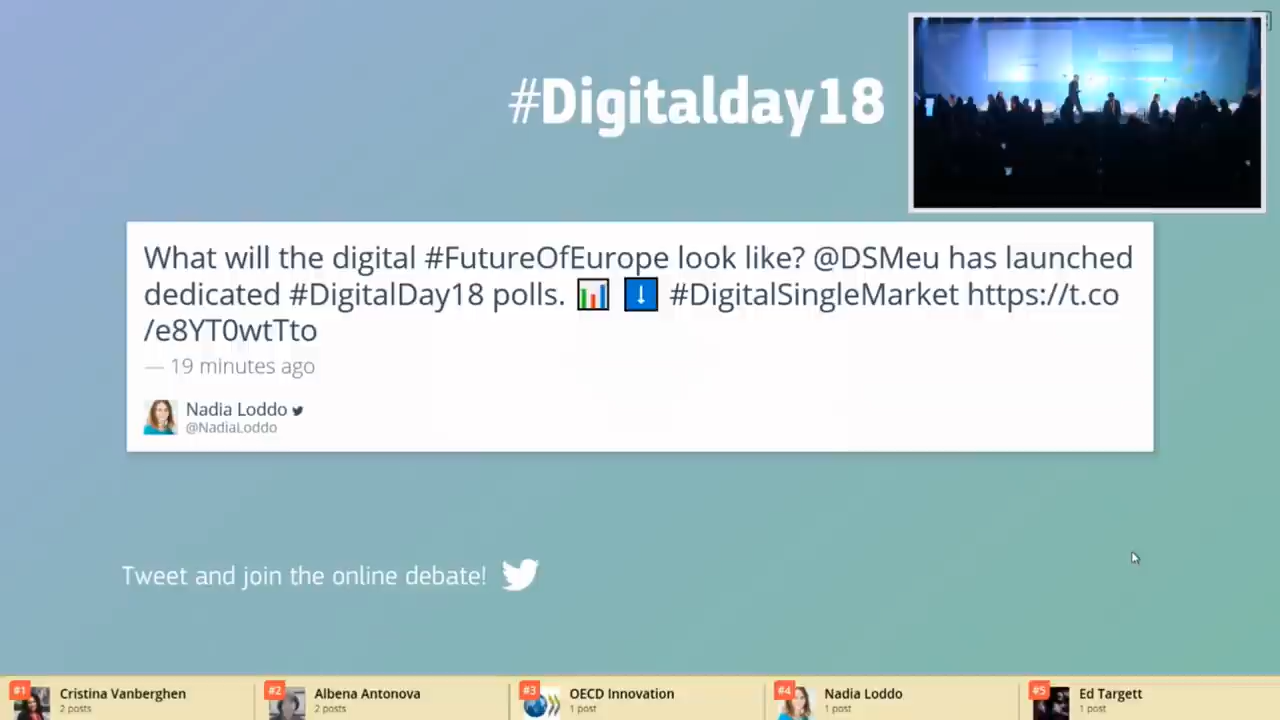 #Digitalday18
What will the digital #FutureOfEurope look like? @DSMeu has launched
dedicated #DigitalDay18 polls. 📊 ⬇ #DigitalSingleMarket https://t.co
/e8YT0wtTto
— 19 minutes ago
Nadia Loddo
@NadiaLoddo
Tweet and join the online debate!
#1 Cristina Vanberghen
2 posts
#2 Albena Antonova
2 posts
#3 OECD Innovation
1 post
#4 Nadia Loddo
1 post
#5 Ed Targett
1 post